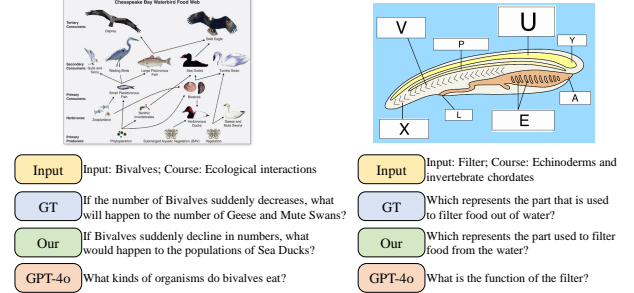 Chesapeake Bay Waterbird Food Web
Tertiary
Consumers
Osprey
Bald Eagle
Secondary
Consumers
Gulls and
Terns
Wading Birds
Large Piscivorous
Fish
Sea Ducks
Tundra Swan
Primary
Consumers
Small Planktivorous
Fish
Bivalves
Herbivores
Zooplankton
Benthic
Invertebrates
Herbivorous
Ducks
Geese and
Mute Swans
Primary
Producers
Phytoplankton
Submerged Aquatic Vegetation (SAV)
Vegetation
V
P
U
Y
X
L
E
A
Input
Input: Bivalves; Course: Ecological interactions
GT
If the number of Bivalves suddenly decreases, what
will happen to the number of Geese and Mute Swans?
Our
If Bivalves suddenly decline in numbers, what
would happen to the populations of Sea Ducks?
GPT-4o
What kinds of organisms do bivalves eat?
Input
Input: Filter; Course: Echinoderms and
invertebrate chordates
GT
Which represents the part that is used
to filter food out of water?
Our
Which represents the part used to filter
food from the water?
GPT-4o
What is the function of the filter?